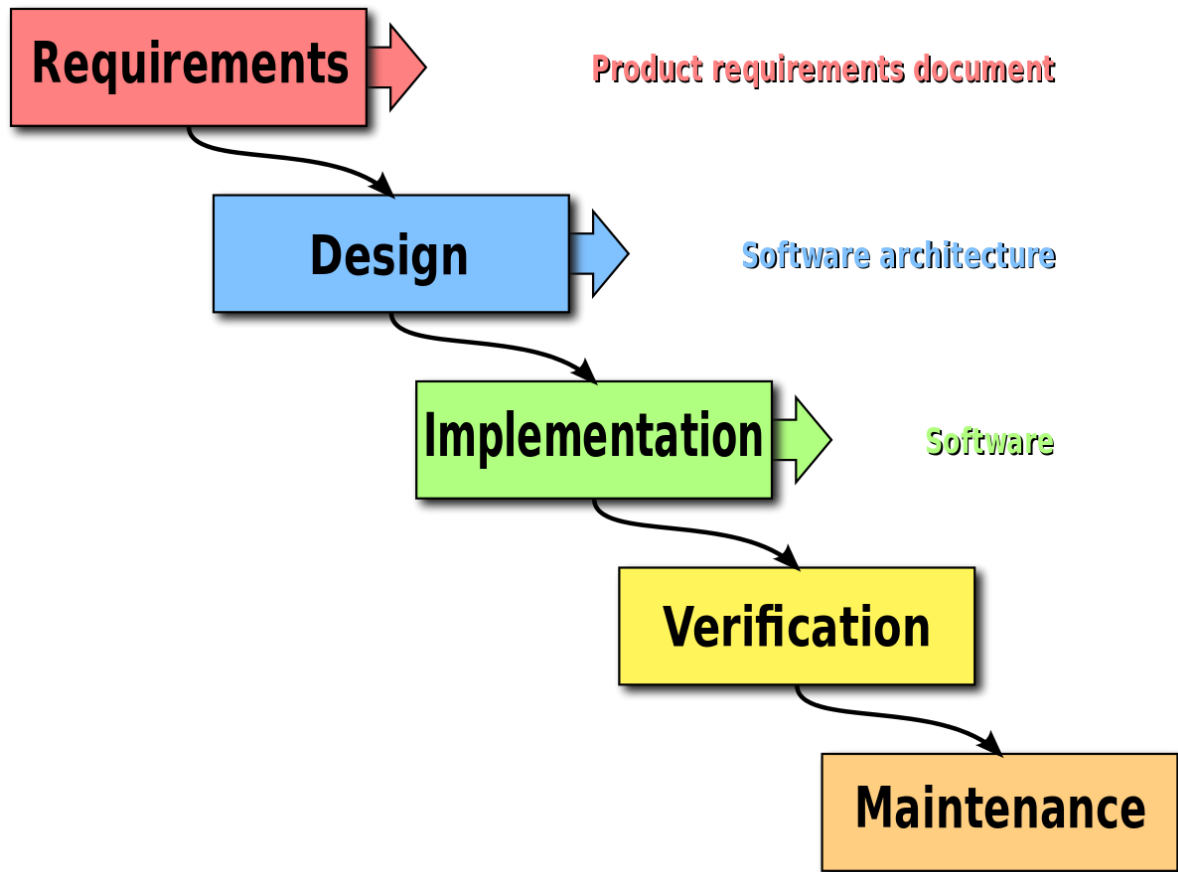 Requirements
Product requirements document
Design
Software architecture
Implementation
Software
Verification
Maintenance